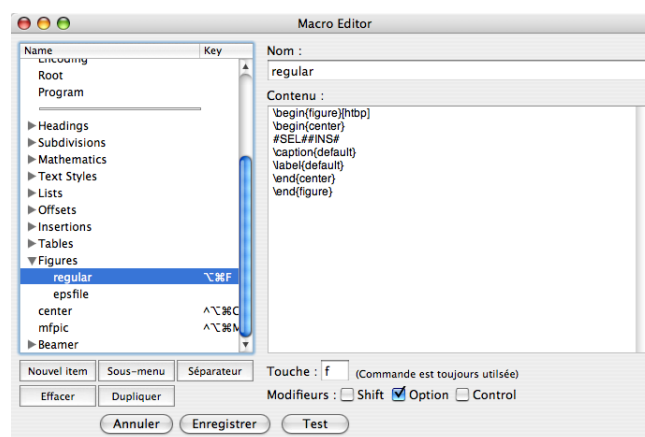 Macro Editor
Name Key
Encoding
Root
Program
Headings
Subdivisions
Mathematics
Text Styles
Lists
Offsets
Insertions
Tables
Figures
regular ⌥⌘F
epsfile
center ^⌥⌘C
mfpic ^⌥⌘M
Beamer
Nouvel item Sous-menu Séparateur
Effacer Dupliquer
Annuler Enregistrer Test
Nom :
regular
Contenu :
\begin{figure}[htbp]
\begin{center}
#SEL##INS#
\caption{default}
\label{default}
\end{center}
\end{figure}
Touche : f (Commande est toujours utilsée)
Modifieurs : Shift Option Control